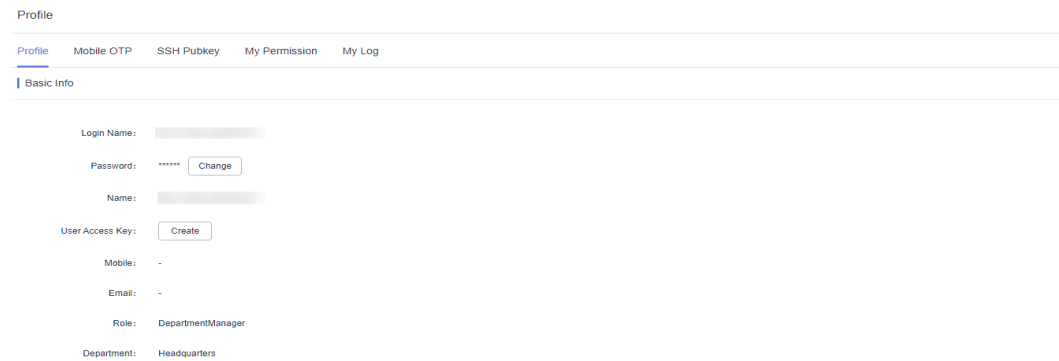 Profile
Profile Mobile OTP SSH Pubkey My Permission My Log
Basic Info
Login Name:
Password: ****** Change
Name:
User Access Key: Create
Mobile: -
Email: -
Role: DepartmentManager
Department: Headquarters